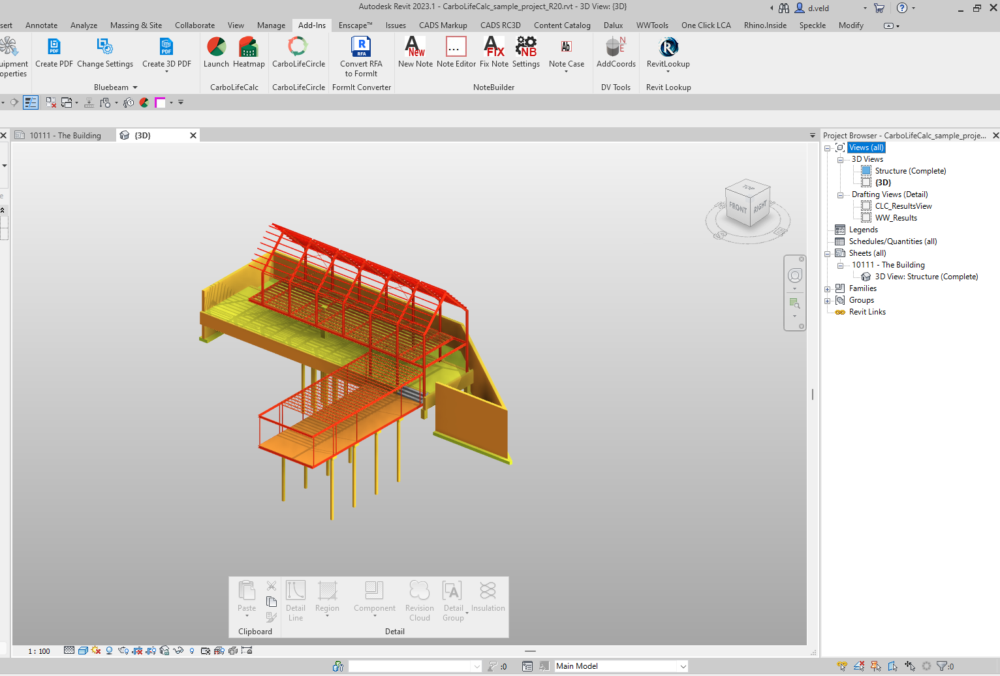 Autodesk Revit 2023.1 - CarboLifeCalc_sample_project_R20.rvt - 3D View: {3D}
d.veld
sert Annotate Analyze Massing & Site Collaborate View Manage Add-Ins Enscape™ Issues CADS Markup CADS RC3D Content Catalog Dalux WWTools One Click LCA Rhino.Inside Speckle Modify
uipment
operties
Create PDF
Change Settings
Create 3D PDF
Launch
Heatmap
CarboLifeCircle
Convert RFA
to FormIt
New Note
Note Editor
Fix Note
Settings
Note Case
AddCoords
RevitLookup
Bluebeam
CarboLifeCalc
CarboLifeCircle
FormIt Converter
NoteBuilder
DV Tools
Revit Lookup
10111 - The Building
{3D}
Project Browser - CarboLifeCalc_sample_proje...
Views (all)
3D Views
Structure (Complete)
{3D}
Drafting Views (Detail)
CLC_ResultsView
WW_Results
Legends
Schedules/Quantities (all)
Sheets (all)
10111 - The Building
3D View: Structure (Complete)
Families
Groups
Revit Links
TOP
FRONT
RIGHT
Paste
Detail
Line
Region
Component
Revision
Cloud
Detail
Group
Insulation
Clipboard
Detail
1 : 100
:0
Main Model
:0